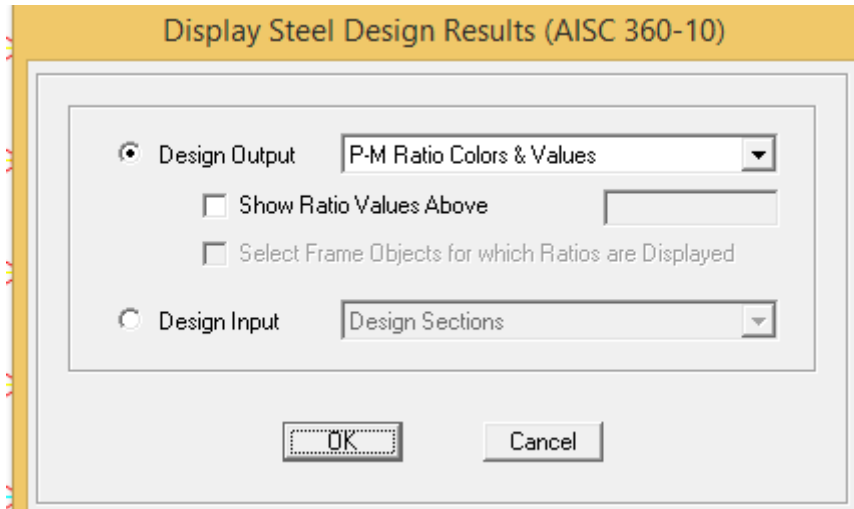 Display Steel Design Results (AISC 360-10)
Design Output P-M Ratio Colors & Values
Show Ratio Values Above
Select Frame Objects for which Ratios are Displayed
Design Input Design Sections
OK Cancel